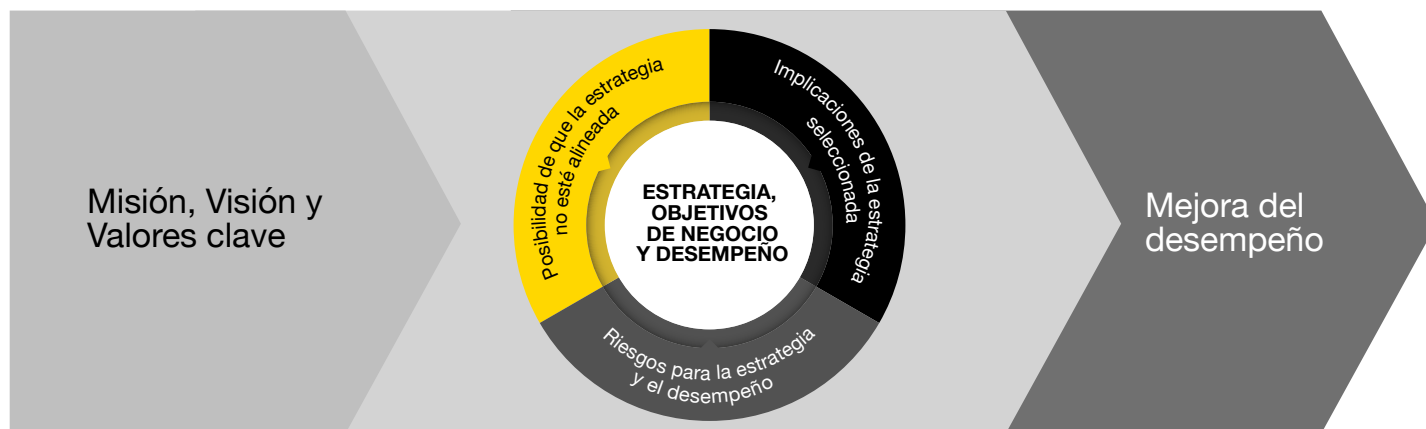 Misión, Visión y
Valores clave
Posibilidad de que la estrategia
no esté alineada
Implicaciones de la estrategia
seleccionada
ESTRATEGIA,
OBJETIVOS
DE NEGOCIO
Y DESEMPEÑO
Riesgos para la estrategia
y el desempeño
Mejora del
desempeño